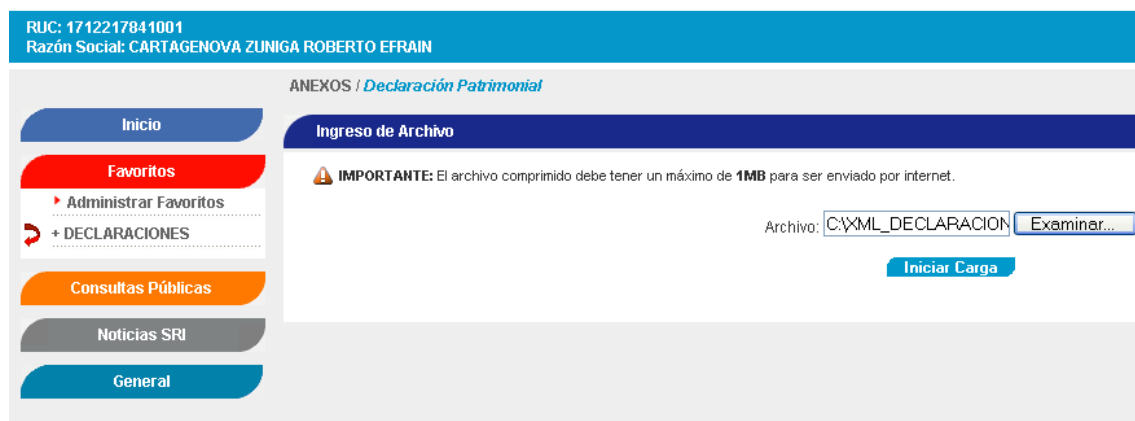 RUC: 1712217841001
Razón Social: CARTAGENOVA ZUNIGA ROBERTO EFRAIN
ANEXOS / Declaración Patrimonial
Inicio
Ingreso de Archivo
Favoritos
IMPORTANTE: El archivo comprimido debe tener un máximo de 1MB para ser enviado por internet.
Administrar Favoritos
+ DECLARACIONES
Archivo: C:\XML_DECLARACION Examinar...
Iniciar Carga
Consultas Públicas
Noticias SRI
General